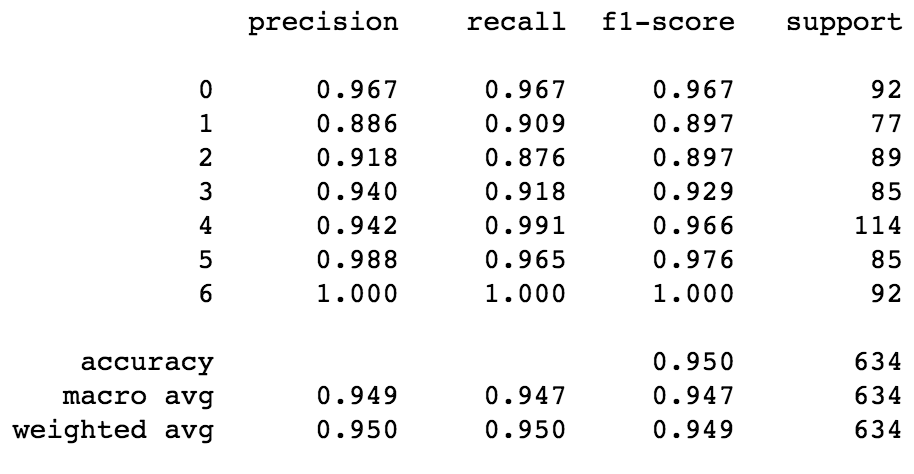 precision recall f1-score support
0 0.967 0.967 0.967 92
1 0.886 0.909 0.897 77
2 0.918 0.876 0.897 89
3 0.940 0.918 0.929 85
4 0.942 0.991 0.966 114
5 0.988 0.965 0.976 85
6 1.000 1.000 1.000 92
accuracy 0.950 634
macro avg 0.949 0.947 0.947 634
weighted avg 0.950 0.950 0.949 634